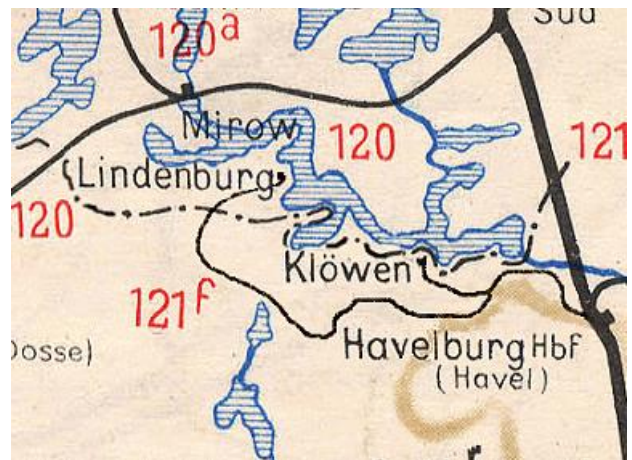 Süd
120a
Mirow
120
121
Lindenburg
120
Klöwen
121f
Havelburg Hbf
(Havel)
Dosse)